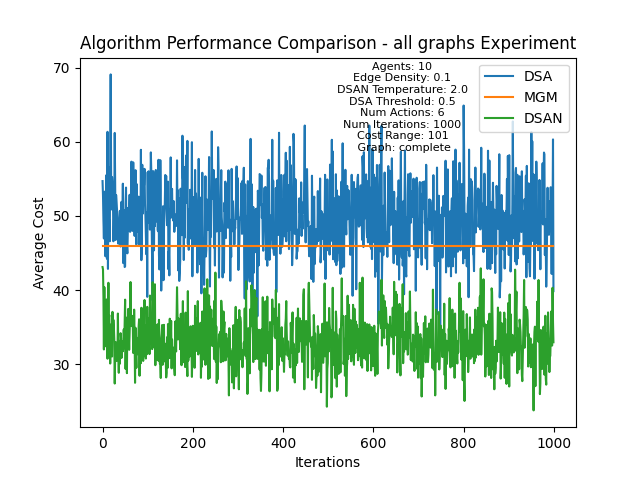 Algorithm Performance Comparison - all graphs Experiment
Agents: 10
Edge Density: 0.1
DSAN Temperature: 2.0
DSA Threshold: 0.5
Num Actions: 6
Num Iterations: 1000
Cost Range: 101
Graph: complete
DSA
MGM
DSAN
Average Cost
70
60
50
40
30
0 200 400 600 800 1000
Iterations